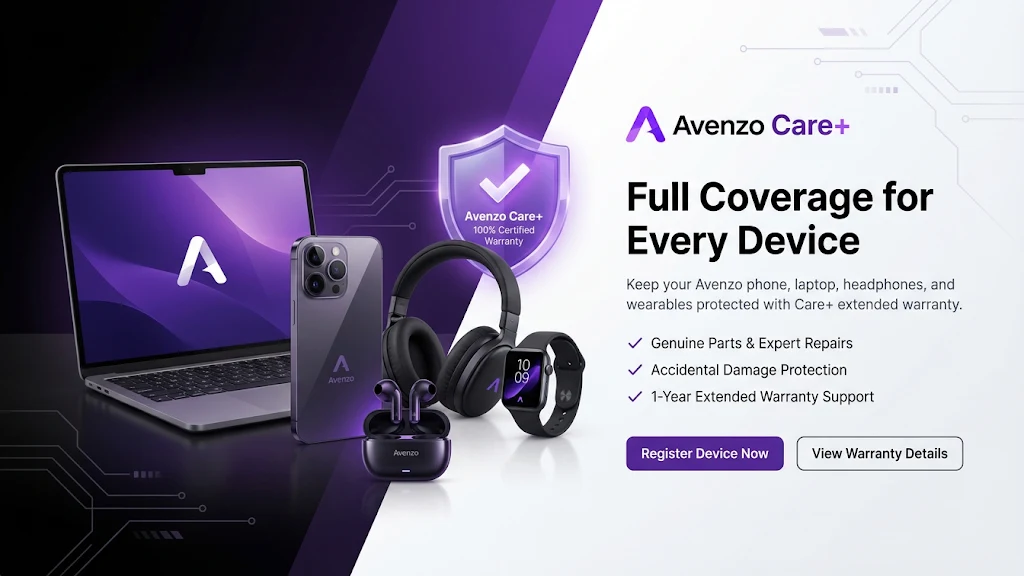 Avenzo Care+
100% Certified
Warranty
Avenzo
Avenzo
10
09
Avenzo Care+
Full Coverage for
Every Device
Keep your Avenzo phone, laptop, headphones, and
wearables protected with Care+ extended warranty.
Genuine Parts & Expert Repairs
Accidental Damage Protection
1-Year Extended Warranty Support
Register Device Now
View Warranty Details